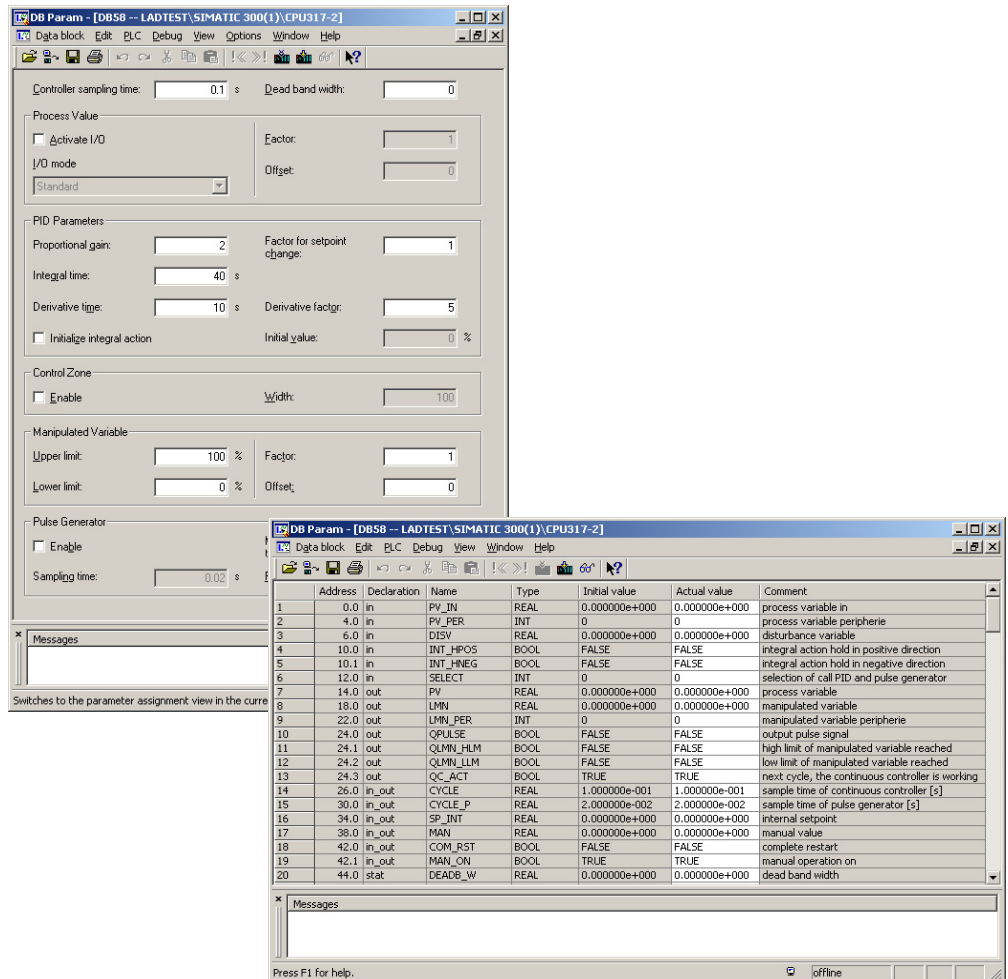 DB Param - [DB58 -- LADTEST\SIMATIC 300(1)\CPU317-2]
Data block Edit PLC Debug View Options Window Help
Controller sampling time: 0.1 s Dead band width: 0
Process Value
Activate I/O Factor: 1
I/O mode
Offset: 0
Standard
PID Parameters
Proportional gain: 2 Factor for setpoint change: 1
Integral time: 40 s
Derivative time: 10 s Derivative factor: 5
Initialize integral action Initial value: 0 %
Control Zone
Enable Width: 100
Manipulated Variable
Upper limit: 100 % Factor: 1
Lower limit: 0 % Offset: 0
Pulse Generator
Enable
Sampling time: 0.02 s
Messages
Switches to the parameter assignment view in the curre
DB Param - [DB58 -- LADTEST\SIMATIC 300(1)\CPU317-2]
Data block Edit PLC Debug View Window Help
Address Declaration Name Type Initial value Actual value Comment
1 0.0 in PV_IN REAL 0.000000e+000 0.000000e+000 process variable in
2 4.0 in PV_PER INT 0 0 process variable peripherie
3 6.0 in DISV REAL 0.000000e+000 0.000000e+000 disturbance variable
4 10.0 in INT_HPOS BOOL FALSE FALSE integral action hold in positive direction
5 10.1 in INT_HNEG BOOL FALSE FALSE integral action hold in negative direction
6 12.0 in SELECT INT 0 0 selection of call PID and pulse generator
7 14.0 out PV REAL 0.000000e+000 0.000000e+000 process variable
8 18.0 out LMN REAL 0.000000e+000 0.000000e+000 manipulated variable
9 22.0 out LMN_PER INT 0 0 manipulated variable peripherie
10 24.0 out QPULSE BOOL FALSE FALSE output pulse signal
11 24.1 out QLMN_HLM BOOL FALSE FALSE high limit of manipulated variable reached
12 24.2 out QLMN_LLM BOOL FALSE FALSE low limit of manipulated variable reached
13 24.3 out QC_ACT BOOL TRUE TRUE next cycle, the continuous controller is working
14 26.0 in_out CYCLE REAL 1.000000e-001 1.000000e-001 sample time of continuous controller [s]
15 30.0 in_out CYCLE_P REAL 2.000000e-002 2.000000e-002 sample time of pulse generator [s]
16 34.0 in_out SP_INT REAL 0.000000e+000 0.000000e+000 internal setpoint
17 38.0 in_out MAN REAL 0.000000e+000 0.000000e+000 manual value
18 42.0 in_out COM_RST BOOL FALSE FALSE complete restart
19 42.1 in_out MAN_ON BOOL TRUE TRUE manual operation on
20 44.0 stat DEADB_W REAL 0.000000e+000 0.000000e+000 dead band width
Messages
Press F1 for help. offline